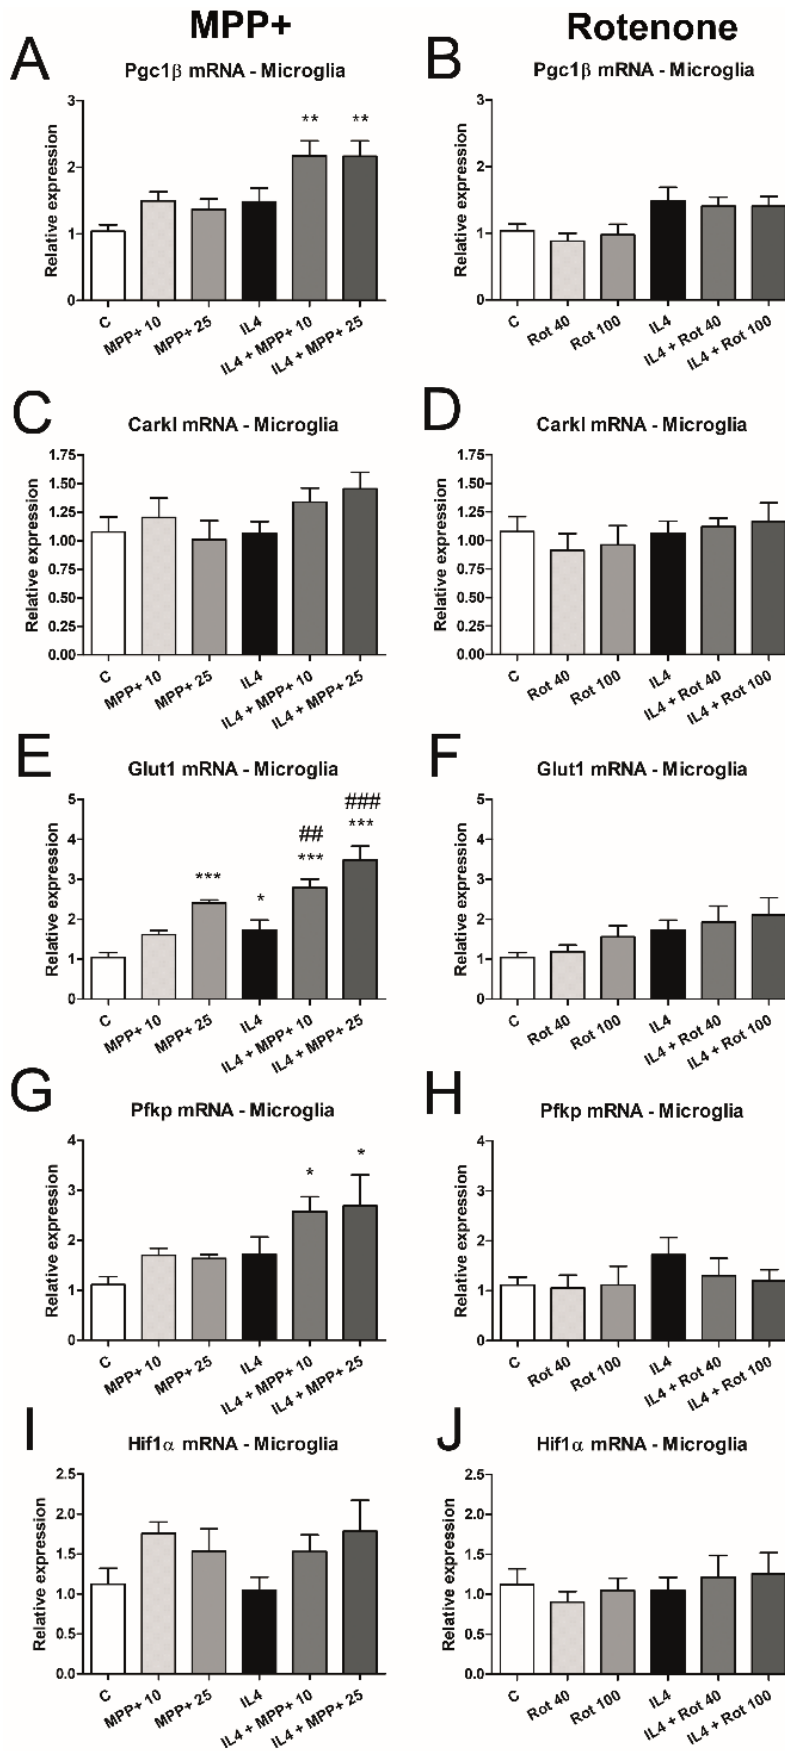 MPP+ Rotenone
A B
Pgc1β mRNA - Microglia Pgc1β mRNA - Microglia
Relative expression
3
2
1
0
** **
C MPP+ 10 MPP+ 25 IL4 IL4 + MPP+ 10 IL4 + MPP+ 25
Relative expression
3
2
1
0
C Rot 40 Rot 100 IL4 IL4 + Rot 40 IL4 + Rot 100
C D
Carkl mRNA - Microglia Carkl mRNA - Microglia
Relative expression
1.75
1.50
1.25
1.00
0.75
0.50
0.25
0.00
C MPP+ 10 MPP+ 25 IL4 IL4 + MPP+ 10 IL4 + MPP+ 25
Relative expression
1.75
1.50
1.25
1.00
0.75
0.50
0.25
0.00
C Rot 40 Rot 100 IL4 IL4 + Rot 40 IL4 + Rot 100
E F
Glut1 mRNA - Microglia Glut1 mRNA - Microglia
Relative expression
5
4
3
2
1
0
## ###
*** * *** ***
C MPP+ 10 MPP+ 25 IL4 IL4 + MPP+ 10 IL4 + MPP+ 25
Relative expression
5
4
3
2
1
0
C Rot 40 Rot 100 IL4 IL4 + Rot 40 IL4 + Rot 100
G H
Pfkp mRNA - Microglia Pfkp mRNA - Microglia
Relative expression
4
3
2
1
0
* *
C MPP+ 10 MPP+ 25 IL4 IL4 + MPP+ 10 IL4 + MPP+ 25
Relative expression
4
3
2
1
0
C Rot 40 Rot 100 IL4 IL4 + Rot 40 IL4 + Rot 100
I J
Hif1α mRNA - Microglia Hif1α mRNA - Microglia
Relative expression
2.5
2.0
1.5
1.0
0.5
0.0
C MPP+ 10 MPP+ 25 IL4 IL4 + MPP+ 10 IL4 + MPP+ 25
Relative expression
2.5
2.0
1.5
1.0
0.5
0.0
C Rot 40 Rot 100 IL4 IL4 + Rot 40 IL4 + Rot 100